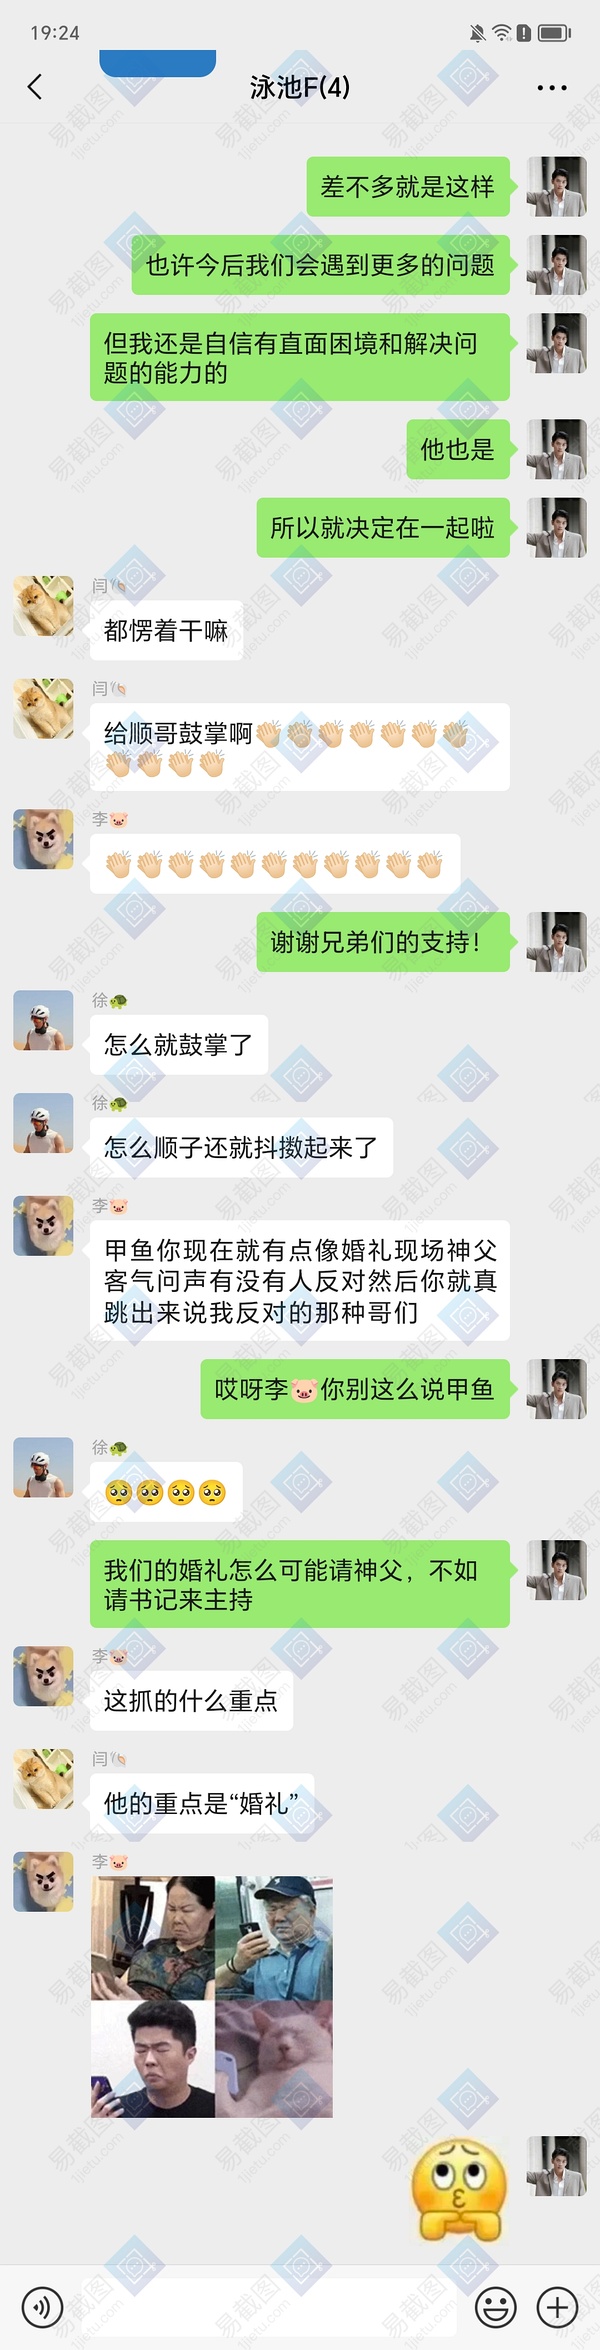 19:24
泳池F(4)
差不多就是这样
也许今后我们会遇到更多的问题
但我还是自信有直面困境和解决问
题的能力的
他也是
所以就决定在一起啦
闫🐚
都愣着干嘛
闫🐚
给顺哥鼓掌啊👏🏻👏🏻👏🏻👏🏻👏🏻👏🏻👏🏻
👏🏻👏🏻👏🏻👏🏻
李🐷
👏🏻👏🏻👏🏻👏🏻👏🏻👏🏻👏🏻👏🏻👏🏻👏🏻👏🏻
谢谢兄弟们的支持！
徐🐢
怎么就鼓掌了
徐🐢
怎么顺子还就抖擞起来了
李🐷
甲鱼你现在就有点像婚礼现场神父
客气问声有没有人反对然后你就真
跳出来说我反对的那种哥们
哎呀李🐷你别这么说甲鱼
徐🐢
🥺🥺🥺🥺
我们的婚礼怎么可能请神父，不如
请书记来主持
李🐷
这抓的什么重点
闫🐚
他的重点是“婚礼”
李🐷
易截图
1jietu.com